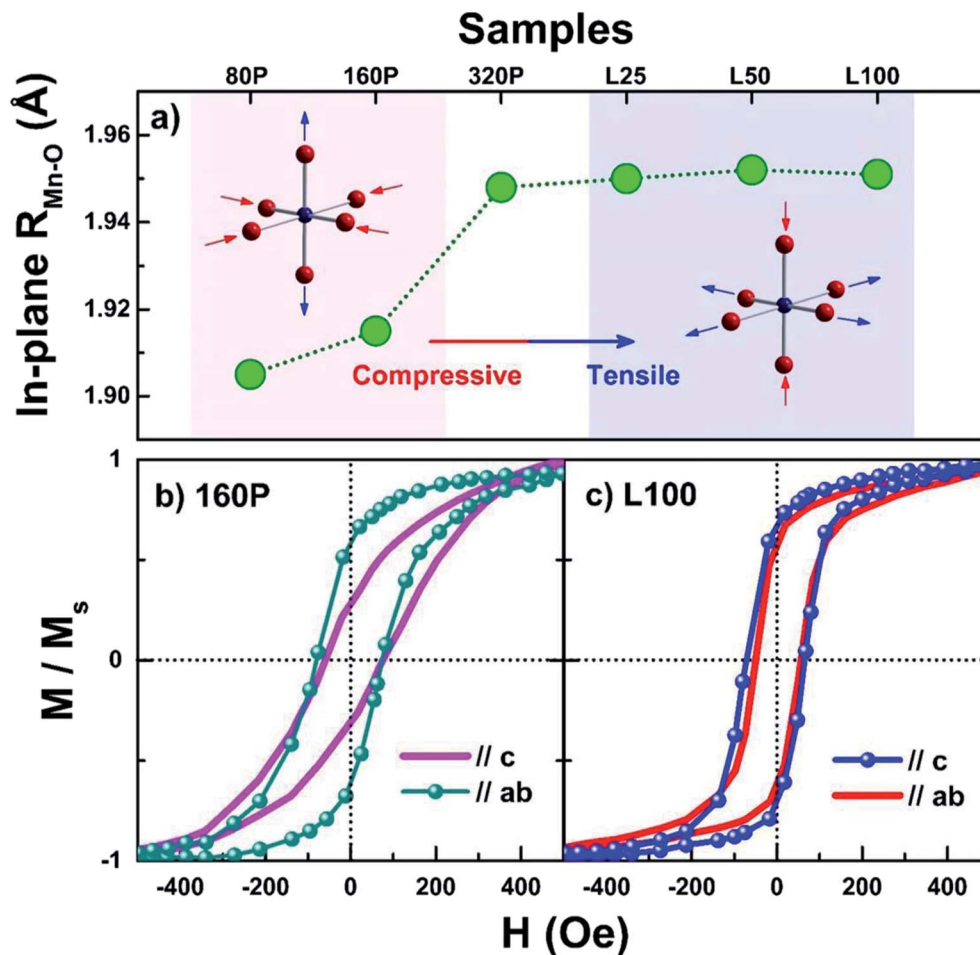 Samples
80P 160P 320P L25 L50 L100
a)
In-plane R_Mn-O (Å)
1.96
1.94
1.92
1.90
Compressive Tensile
b) 160P
c) L100
M / M_s
1
0
-1
// c
// ab
// c
// ab
-400 -200 0 200 400
-400 -200 0 200 400
H (Oe)